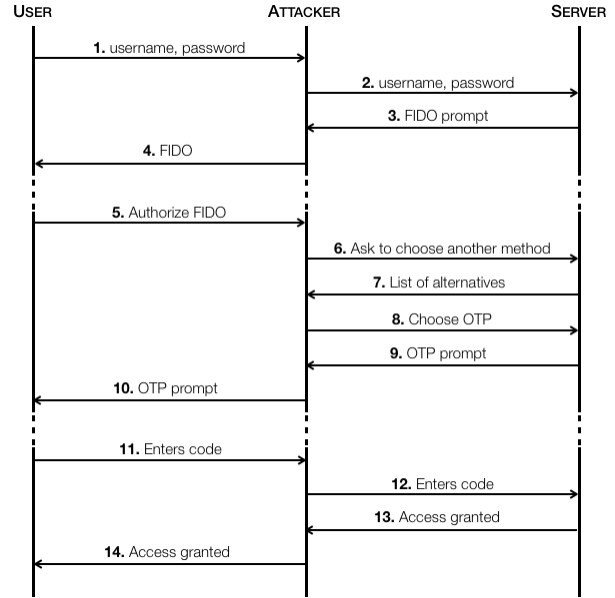 USER ATTACKER SERVER
1. username, password
2. username, password
3. FIDO prompt
4. FIDO
5. Authorize FIDO
6. Ask to choose another method
7. List of alternatives
8. Choose OTP
9. OTP prompt
10. OTP prompt
11. Enters code
12. Enters code
13. Access granted
14. Access granted